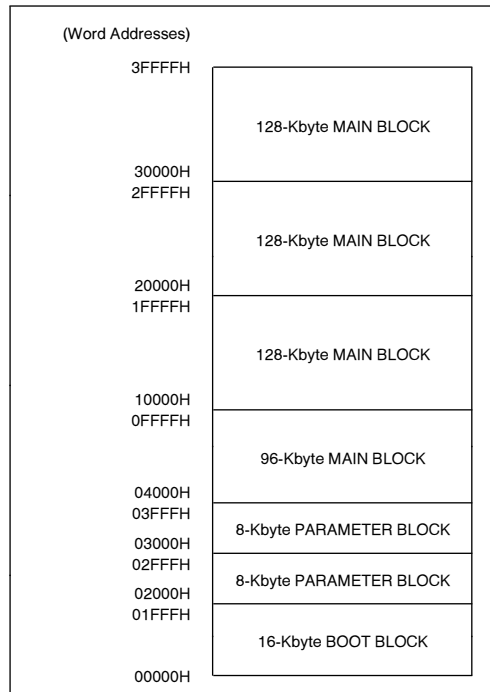 (Word Addresses)
3FFFFH
128-Kbyte MAIN BLOCK
30000H
2FFFFH
128-Kbyte MAIN BLOCK
20000H
1FFFFH
128-Kbyte MAIN BLOCK
10000H
0FFFFH
96-Kbyte MAIN BLOCK
04000H
03FFFH
8-Kbyte PARAMETER BLOCK
03000H
02FFFH
8-Kbyte PARAMETER BLOCK
02000H
01FFFH
16-Kbyte BOOT BLOCK
00000H